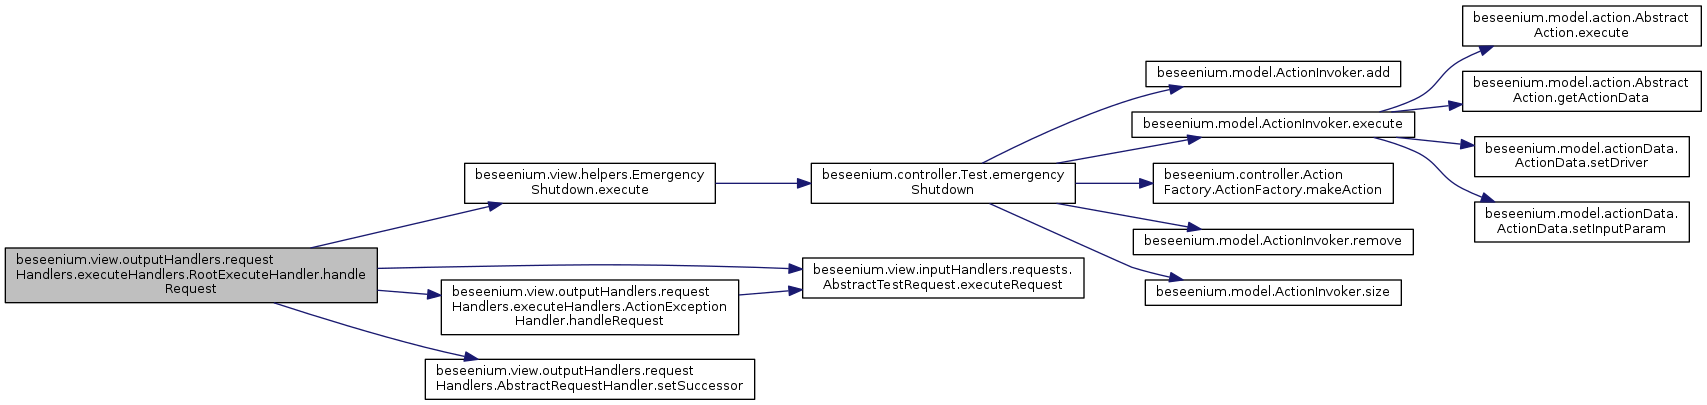 beseenium.view.outputHandlers.request
Handlers.executeHandlers.RootExecuteHandler.handle
Request
beseenium.view.helpers.Emergency
Shutdown.execute
beseenium.view.outputHandlers.request
Handlers.executeHandlers.ActionException
Handler.handleRequest
beseenium.view.outputHandlers.request
Handlers.AbstractRequestHandler.setSuccessor
beseenium.controller.Test.emergency
Shutdown
beseenium.view.inputHandlers.requests.
AbstractTestRequest.executeRequest
beseenium.model.ActionInvoker.add
beseenium.model.ActionInvoker.execute
beseenium.controller.Action
Factory.ActionFactory.makeAction
beseenium.model.ActionInvoker.remove
beseenium.model.ActionInvoker.size
beseenium.model.action.Abstract
Action.execute
beseenium.model.action.Abstract
Action.getActionData
beseenium.model.actionData.
ActionData.setDriver
beseenium.model.actionData.
ActionData.setInputParam